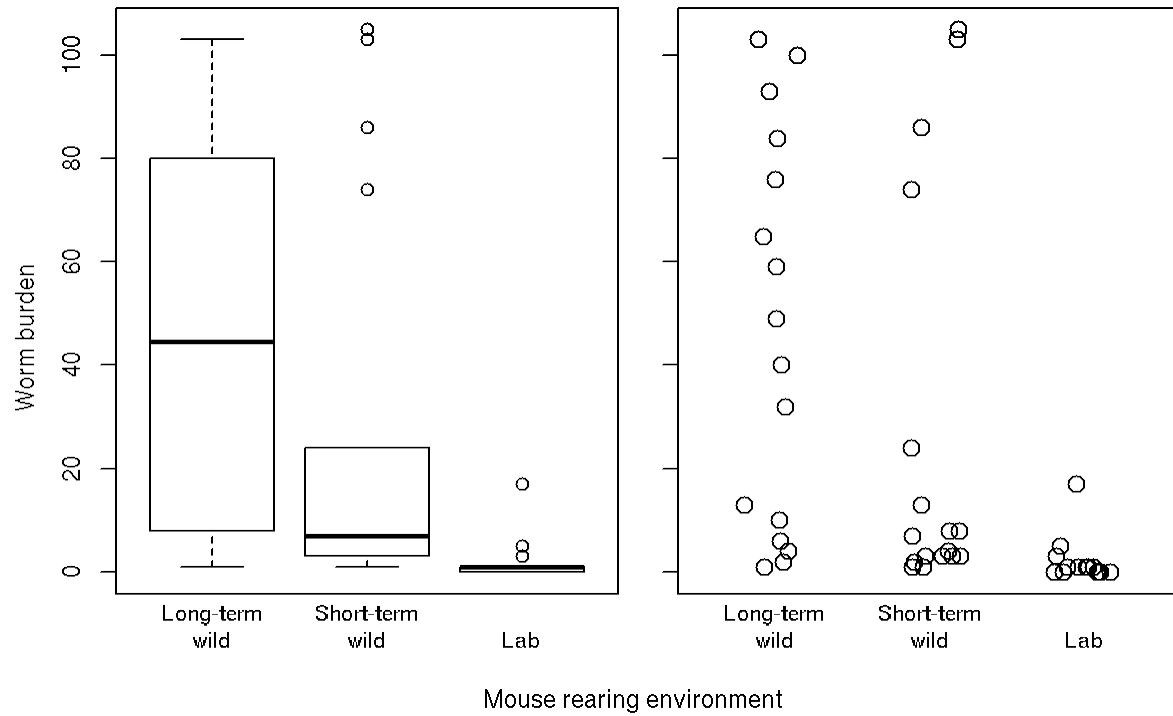 Worm burden
100
80
60
40
20
0
Long-term
wild
Short-term
wild
Lab
Long-term
wild
Short-term
wild
Lab
Mouse rearing environment